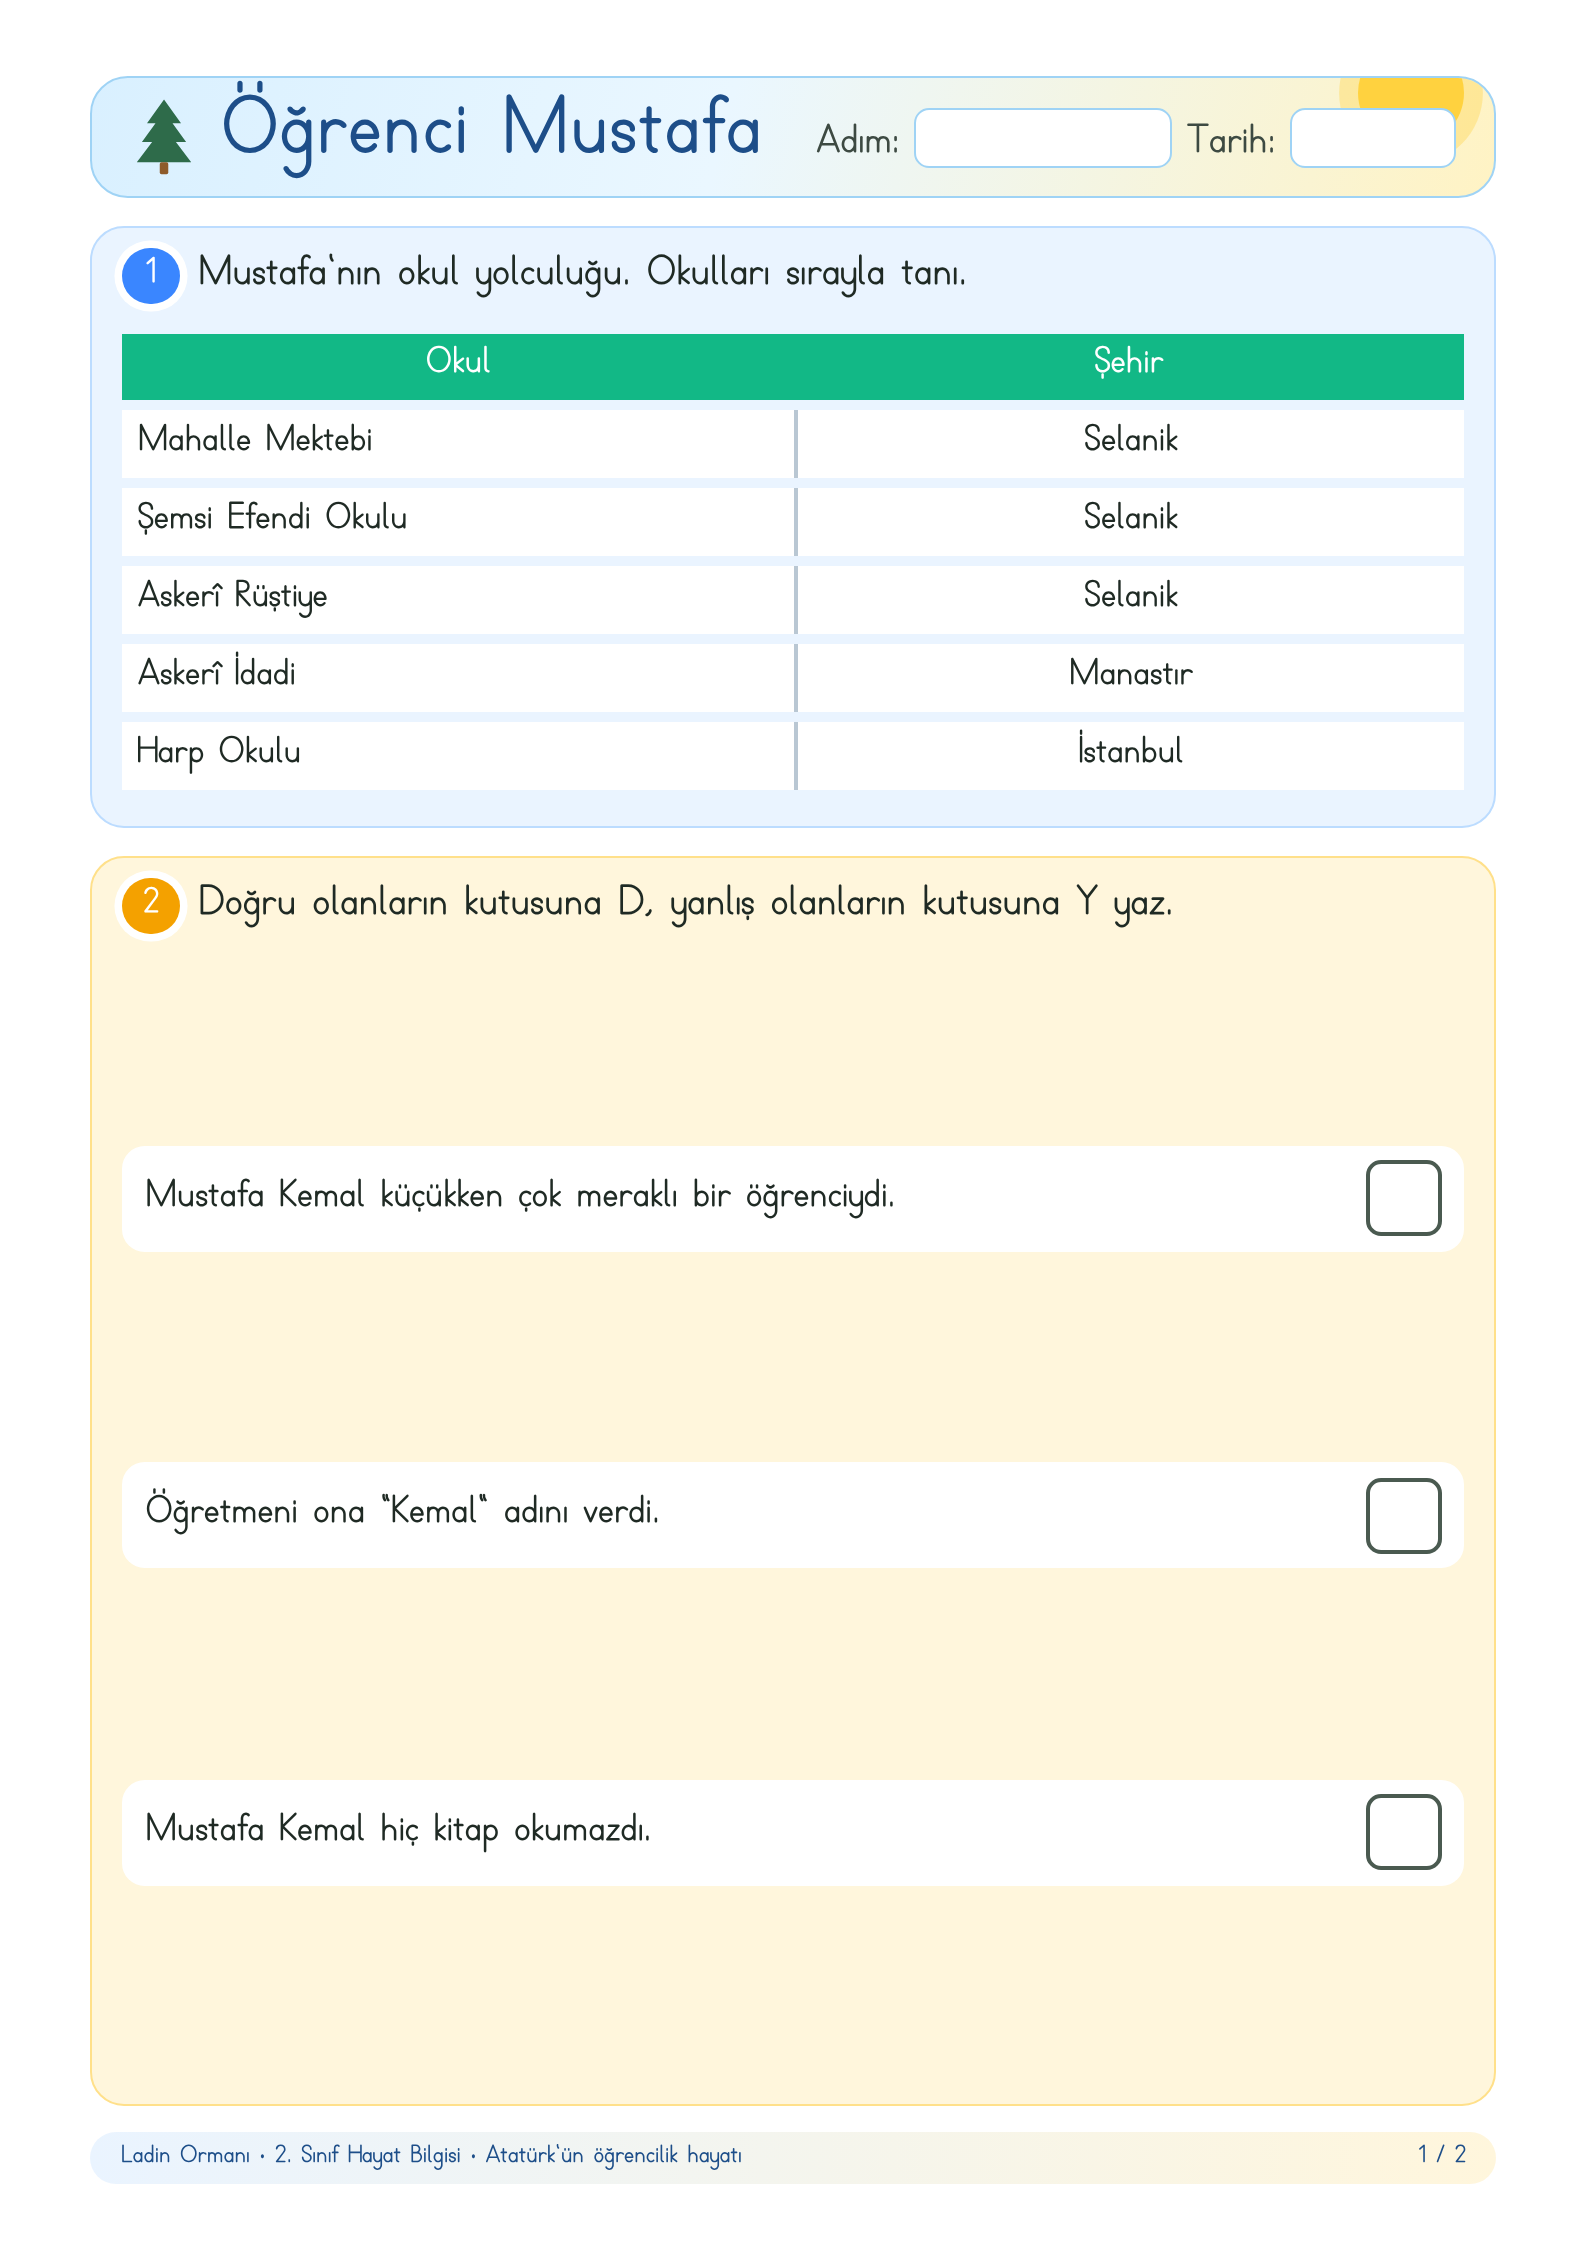 Öğrenci Mustafa Adım: Tarih:
1 Mustafa'nın okul yolculuğu. Okulları sırayla tanı.
Okul Şehir
Mahalle Mektebi Selanik
Şemsi Efendi Okulu Selanik
Askerî Rüştiye Selanik
Askerî İdadi Manastır
Harp Okulu İstanbul
2 Doğru olanların kutusuna D, yanlış olanların kutusuna Y yaz.
Mustafa Kemal küçükken çok meraklı bir öğrenciydi.
Öğretmeni ona "Kemal" adını verdi.
Mustafa Kemal hiç kitap okumazdı.
Ladin Ormanı • 2. Sınıf Hayat Bilgisi • Atatürk'ün öğrencilik hayatı 1 / 2